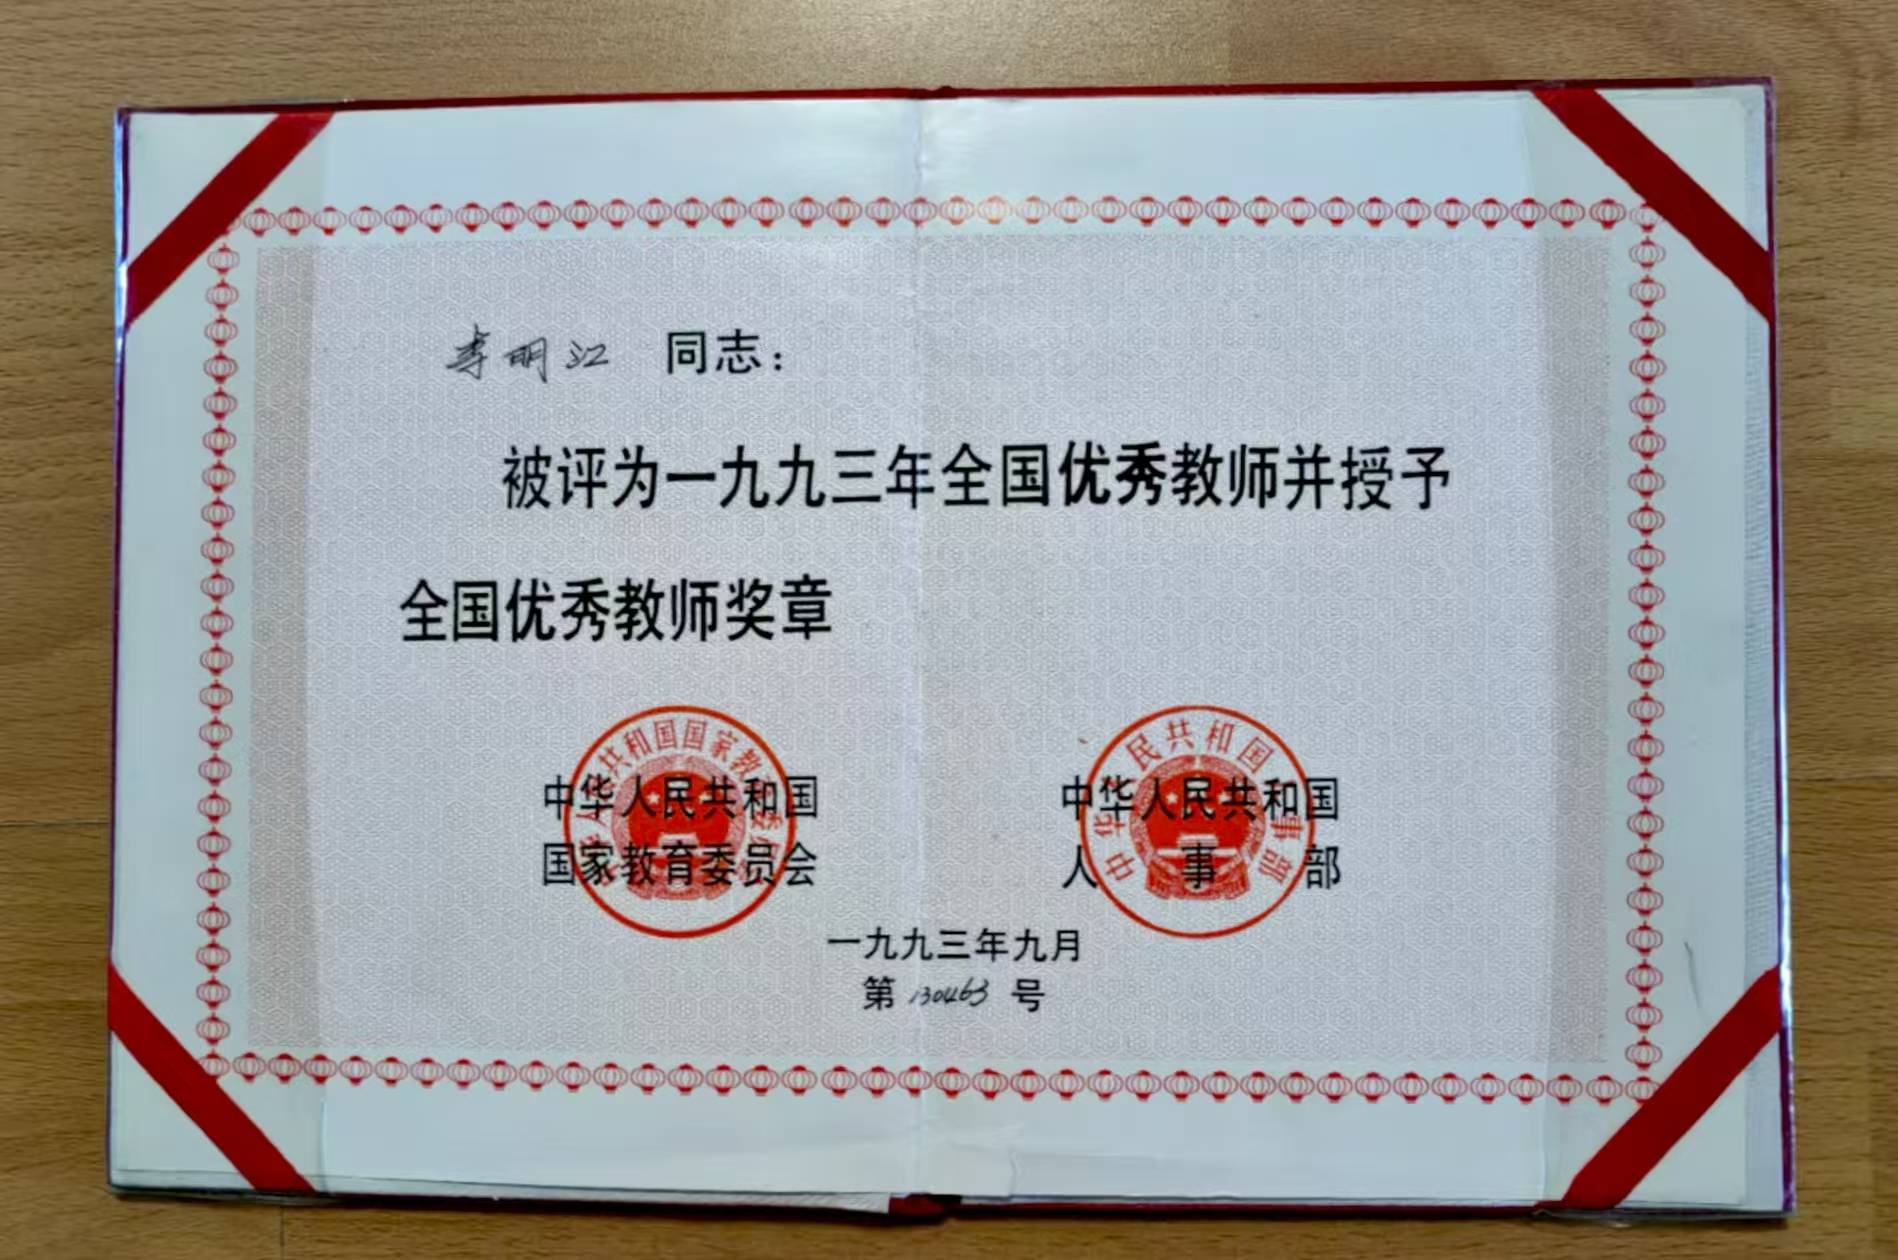 李明江 同志：
被评为一九九三年全国优秀教师并授予
全国优秀教师奖章
中华人民共和国
国家教育委员会
中华人民共和国
人事部
一九九三年九月
第 130463 号